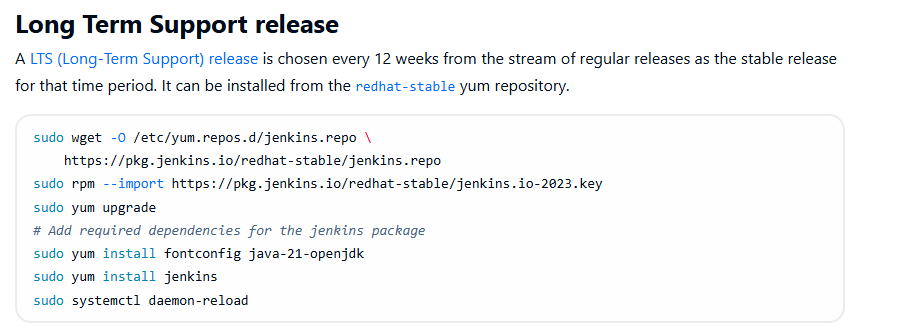 Long Term Support release
A LTS (Long-Term Support) release is chosen every 12 weeks from the stream of regular releases as the stable release
for that time period. It can be installed from the redhat-stable yum repository.
sudo wget -O /etc/yum.repos.d/jenkins.repo \
    https://pkg.jenkins.io/redhat-stable/jenkins.repo
sudo rpm --import https://pkg.jenkins.io/redhat-stable/jenkins.io-2023.key
sudo yum upgrade
# Add required dependencies for the jenkins package
sudo yum install fontconfig java-21-openjdk
sudo yum install jenkins
sudo systemctl daemon-reload